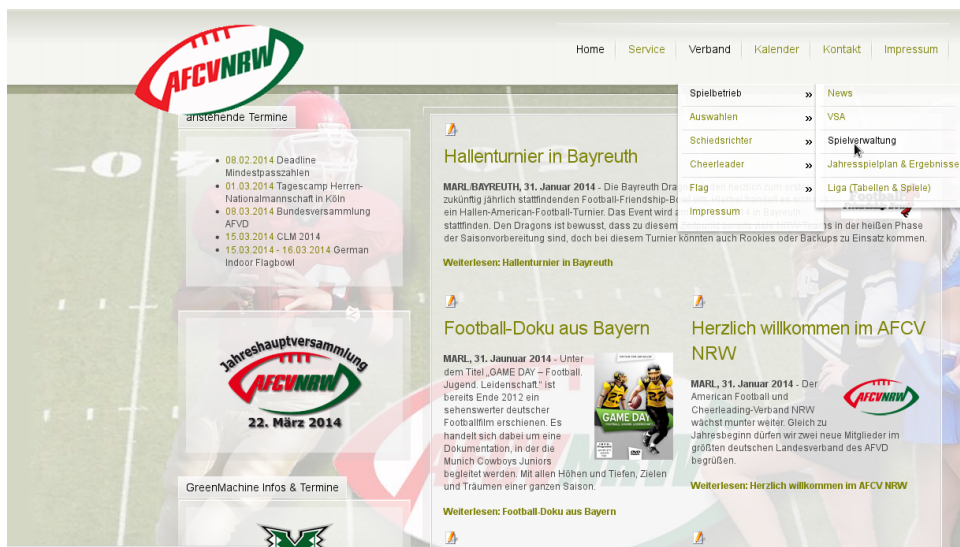 AFCVNRW
Home
Service
Verband
Kalender
Kontakt
Impressum
Spielbetrieb »
Auswahlen »
Schiedsrichter »
Cheerleader »
Flag »
Impressum
News
VSA
Spielverwaltung
Jahresspielplan & Ergebnisse
Liga (Tabellen & Spiele)
anstehende Termine
08.02.2014 Deadline
Mindestpasszahlen
01.03.2014 Tagescamp Herren-
Nationalmannschaft in Köln
08.03.2014 Bundesversammlung
AFVD
15.03.2014 CLM 2014
15.03.2014 - 16.03.2014 German
Indoor Flagbowl
Jahreshauptversammlung
AFCVNRW
22. März 2014
GreenMachine Infos & Termine
Hallenturnier in Bayreuth
MARL/BAYREUTH, 31. Januar 2014 - Die Bayreuth
zukünftig jährlich stattfindenden Football-Friendship-
ein Hallen-American-Football-Turnier. Das Event wird
stattfinden. Den Dragons ist bewusst, dass zu diesem in der heißen Phase
der Saisonvorbereitung sind, doch bei diesem Turnier könnten auch Rookies oder Backups zu Einsatz kommen.
Weiterlesen: Hallenturnier in Bayreuth
Football-Doku aus Bayern
MARL, 31. Jaunuar 2014 - Unter
dem Titel „GAME DAY – Football.
Jugend. Leidenschaft.“ ist
bereits Ende 2012 ein
sehenswerter deutscher
Footballfilm erschienen. Es
handelt sich dabei um eine
Dokumentation, in der die
Munich Cowboys Juniors
begleitet werden. Mit allen Höhen und Tiefen, Zielen
und Träumen einer ganzen Saison.
GAME DAY
Weiterlesen: Football-Doku aus Bayern
Herzlich willkommen im AFCV
NRW
MARL, 31. Januar 2014 - Der
American Football und
Cheerleading-Verband NRW
wächst munter weiter. Gleich zu
Jahresbeginn dürfen wir zwei neue Mitglieder im
größten deutschen Landesverband des AFVD
begrüßen.
AFCVNRW
Weiterlesen: Herzlich willkommen im AFCV NRW